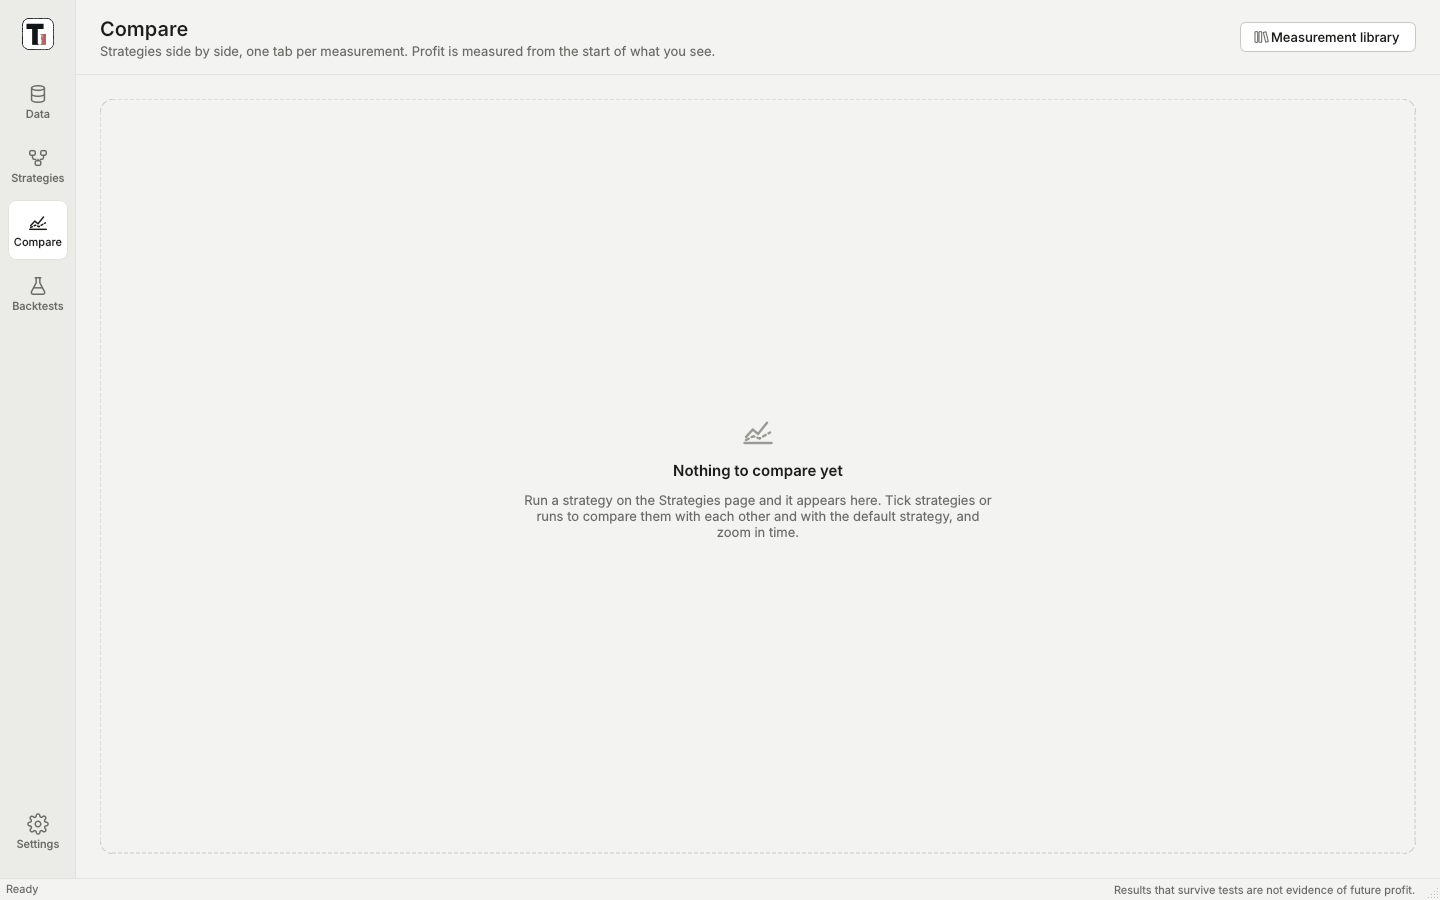 Compare
Strategies side by side, one tab per measurement. Profit is measured from the start of what you see.
Measurement library
Data
Strategies
Compare
Backtests
Nothing to compare yet
Run a strategy on the Strategies page and it appears here. Tick strategies or
runs to compare them with each other and with the default strategy, and
zoom in time.
Settings
Ready
Results that survive tests are not evidence of future profit.